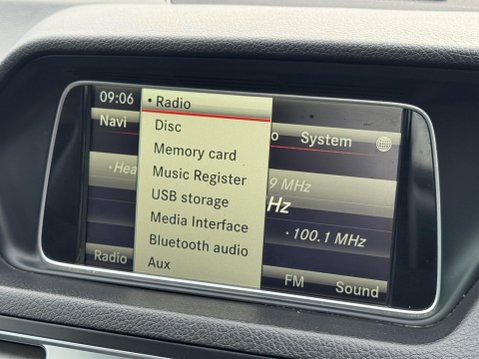 09:06
Navi
• Radio
Disc
Memory card
Music Register
USB storage
Media Interface
Bluetooth audio
Aux
o
System
·Hea
9 MHz
Hz
·100.1 MHz
Radio
FM
Sound